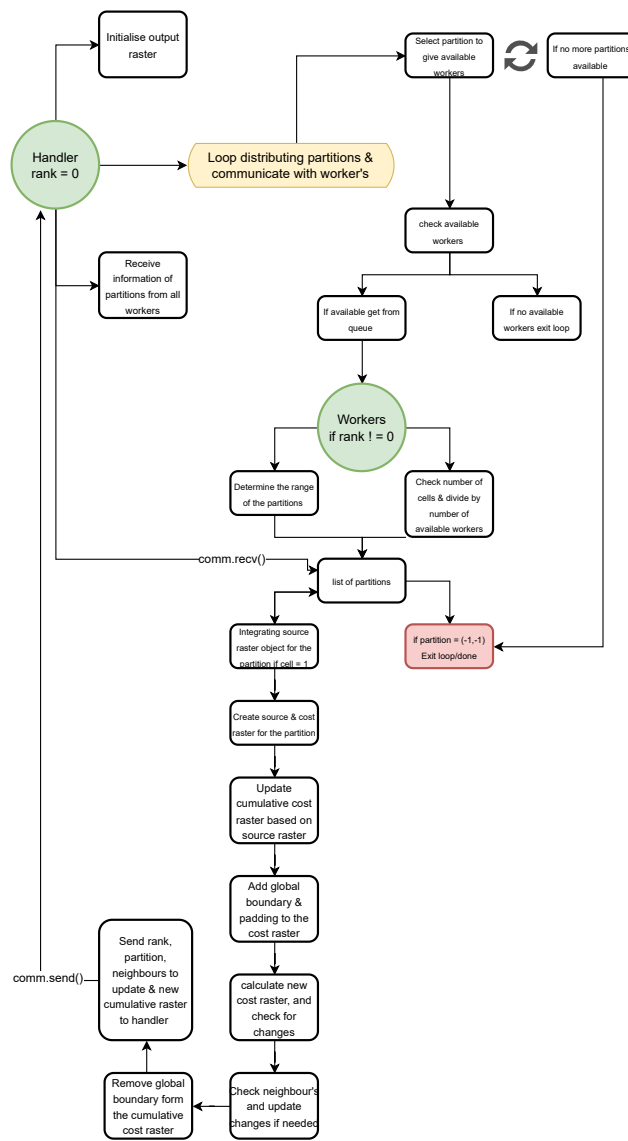 Initialise output
raster
Select partition to
give available
workers
If no more partitions
available
Handler
rank = 0
Loop distributing partitions &
communicate with worker's
check available
workers
Receive
information of
partitions from all
workers
If available get from
queue
If no available
workers exit loop
Workers
if rank ! = 0
Determine the range
of the partitions
Check number of
cells & divide by
number of
available workers
comm.recv()
list of partitions
Integrating source
raster object for the
partition if cell = 1
if partition = (-1,-1)
Exit loop/done
Create source & cost
raster for the partition
Update
cumulative cost
raster based on
source raster
Add global
boundary &
padding to the
cost raster
Send rank,
partition,
neighbours to
update & new
cumulative raster
to handler
comm.send()
calculate new
cost raster, and
check for
changes
Remove global
boundary form
the cumulative
cost raster
Check neighbour's
and update
changes if needed